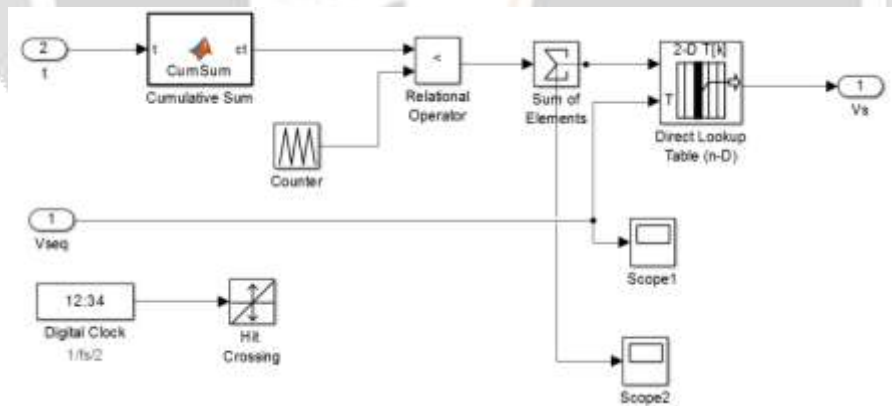 2
t
t
ct
CumSum
Cumulative Sum
<
Relational
Operator
Σ
Sum of
Elements
2-D T[k]
T
Direct Lookup
Table (n-D)
1
Vs
Counter
1
Vseq
Scope1
12:34
Digital Clock
1/fs/2
Hit
Crossing
Scope2